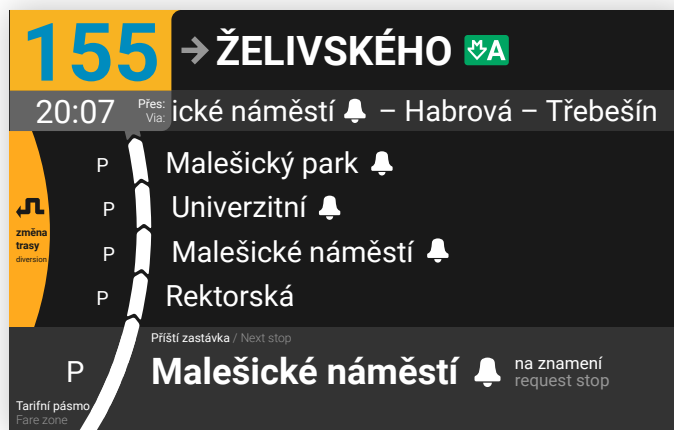 155 → ŽELIVSKÉHO A
20:07 Přes: Via: ické náměstí – Habrová – Třebešín
P Malešický park
P Univerzitní
P Malešické náměstí
P Rektorská
změna
trasy
diversion
Příští zastávka / Next stop
P Malešické náměstí na znamení
request stop
Tarifní pásmo
Fare zone